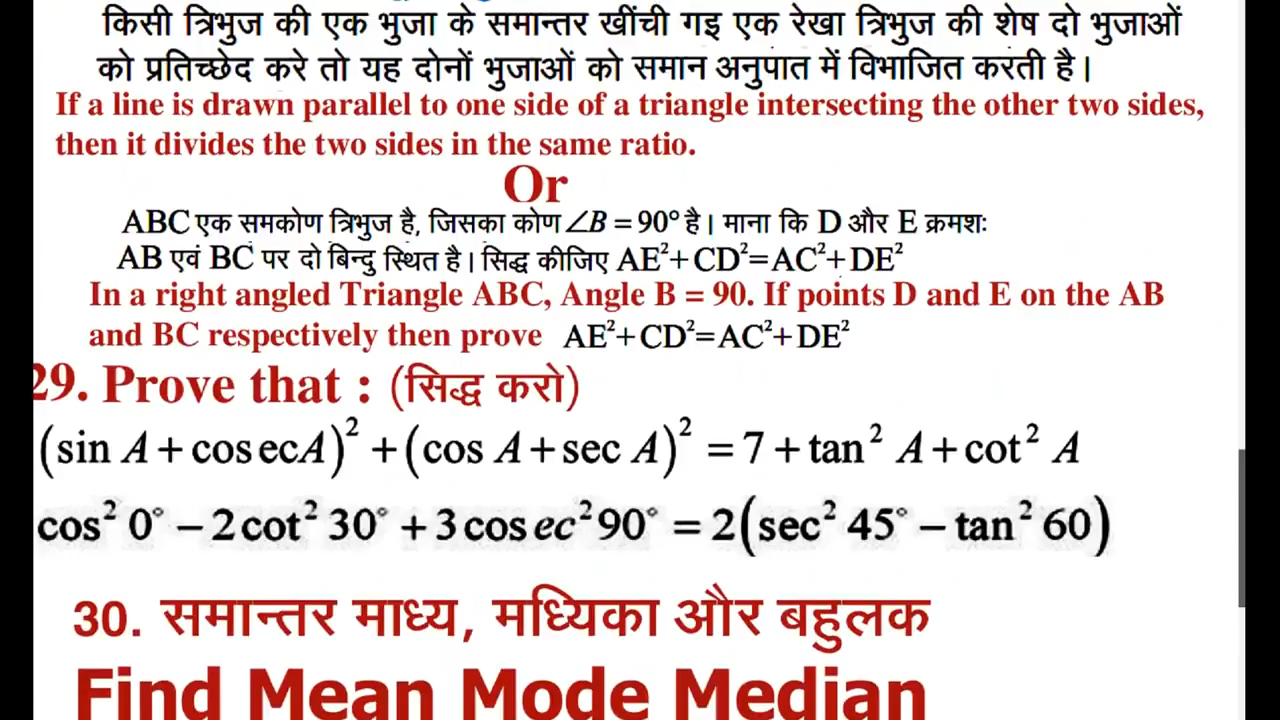 किसी त्रिभुज की एक भुजा के समान्तर खींची गइ एक रेखा त्रिभुज की शेष दो भुजाओं
को प्रतिच्छेद करे तो यह दोनों भुजाओं को समान अनुपात में विभाजित करती है।
If a line is drawn parallel to one side of a triangle intersecting the other two sides,
then it divides the two sides in the same ratio.
Or
ABC एक समकोण त्रिभुज है, जिसका कोण ∠B = 90° है। माना कि D और E क्रमशः
AB एवं BC पर दो बिन्दु स्थित है। सिद्ध कीजिए AE²+CD²=AC²+DE²
In a right angled Triangle ABC, Angle B = 90. If points D and E on the AB
and BC respectively then prove AE²+CD²=AC²+DE²
29. Prove that : (सिद्ध करो)
(sin A + cosecA)² + (cos A + sec A)² = 7 + tan² A + cot² A
cos² 0° − 2cot² 30° + 3cosec² 90° = 2(sec² 45° − tan² 60)
30. समान्तर माध्य, मध्यिका और बहुलक
Find Mean Mode Median